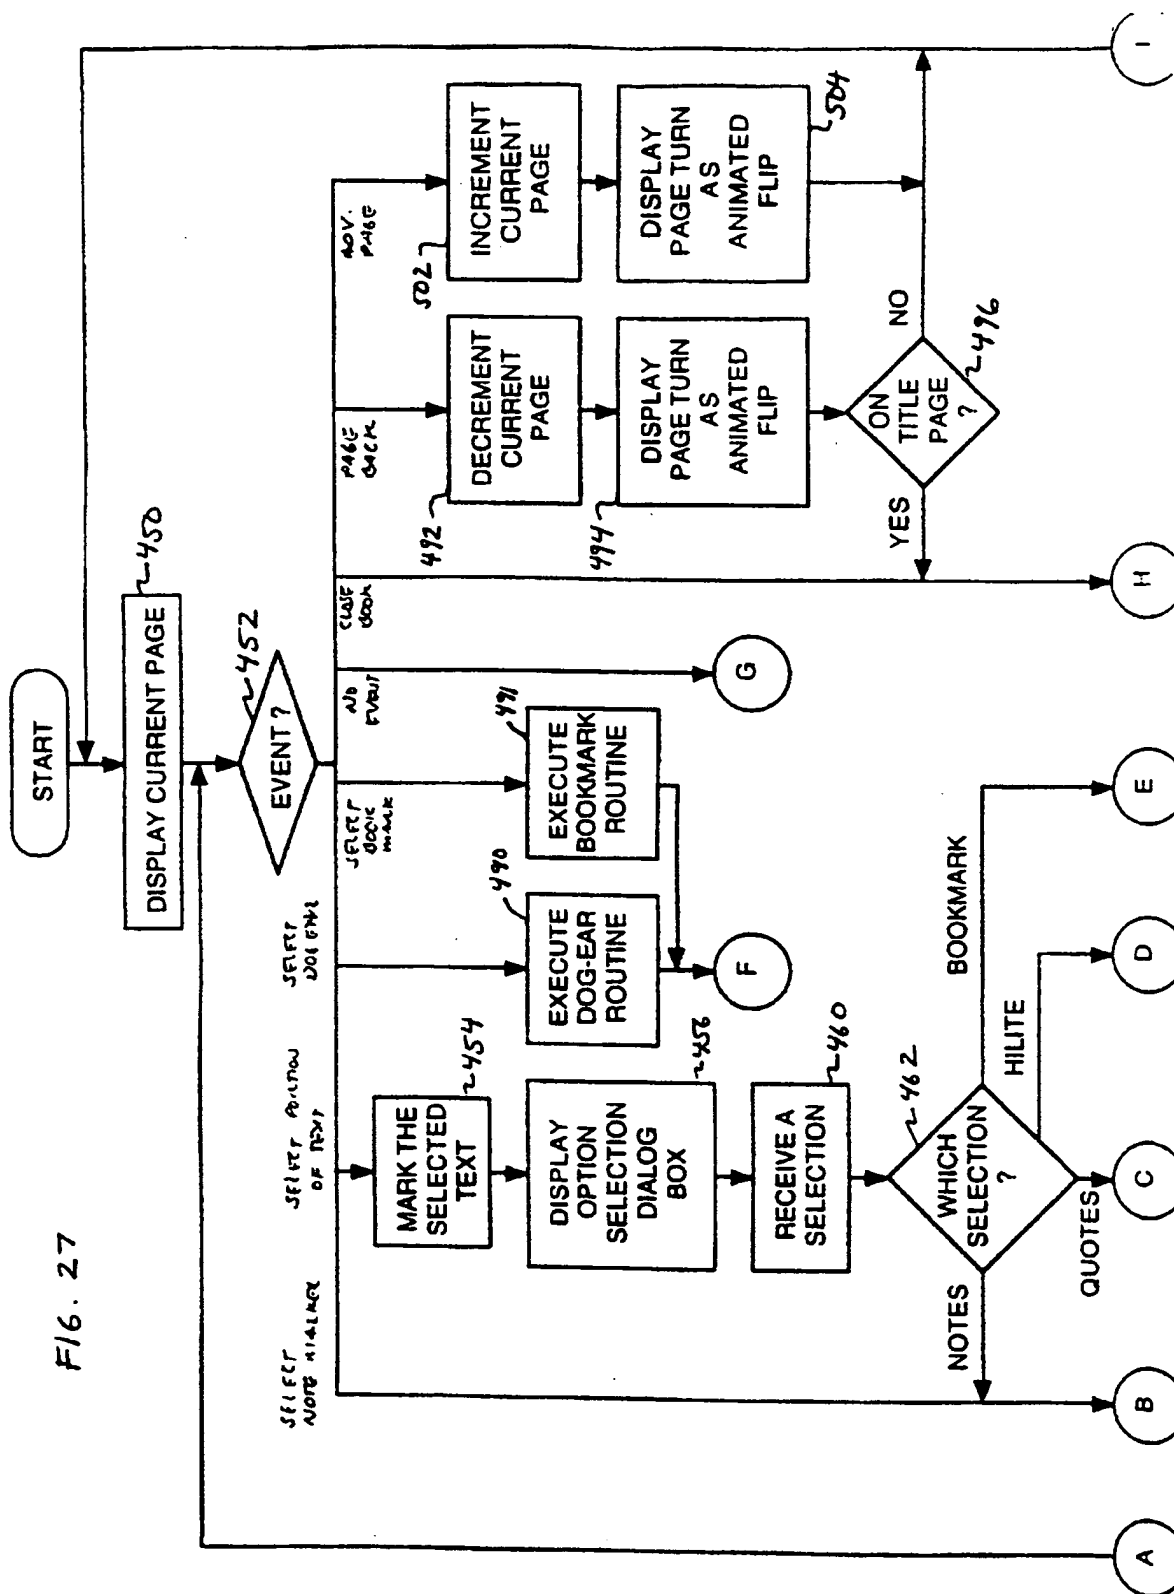 FIG. 27
START
DISPLAY CURRENT PAGE
450
EVENT ?
452
SELECT
NOTE MARKER
SELECT PORTION
OF TEXT
SELECT
DOG EAR
SELECT
BOOK
MARK
NO
EVENT
CLOSE
BOOK
PAGE
BACK
ADV.
PAGE
MARK THE
SELECTED
TEXT
454
DISPLAY
OPTION
SELECTION
DIALOG
BOX
456
RECEIVE A
SELECTION
460
WHICH
SELECTION
?
462
NOTES
QUOTES
HILITE
BOOKMARK
EXECUTE
DOG-EAR
ROUTINE
490
EXECUTE
BOOKMARK
ROUTINE
491
F
G
DECREMENT
CURRENT
PAGE
492
DISPLAY
PAGE TURN
AS
ANIMATED
FLIP
494
ON
TITLE
PAGE
?
496
YES
NO
INCREMENT
CURRENT
PAGE
502
DISPLAY
PAGE TURN
AS
ANIMATED
FLIP
504
A
B
C
D
E
H
I